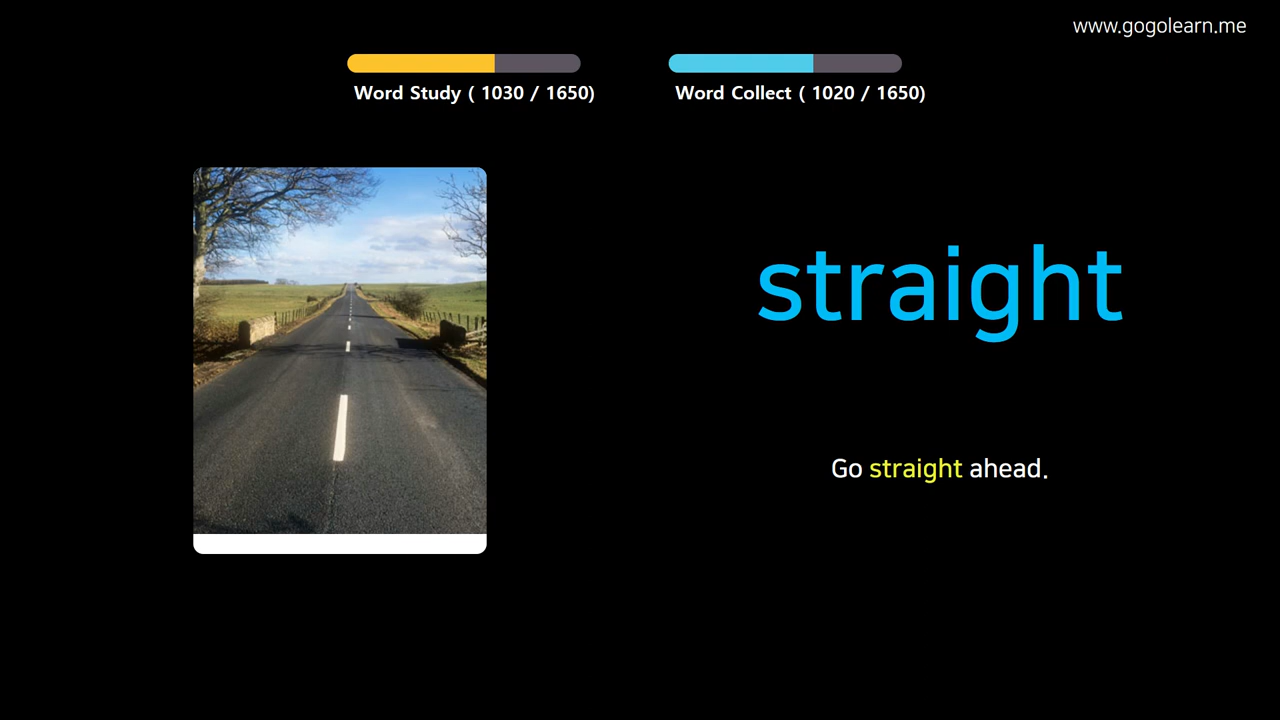 www.gogolearn.me
Word Study ( 1030 / 1650)
Word Collect ( 1020 / 1650)
straight
Go straight ahead.